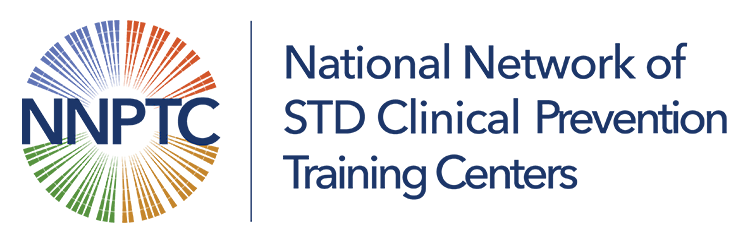 NNPTC
National Network of
STD Clinical Prevention
Training Centers